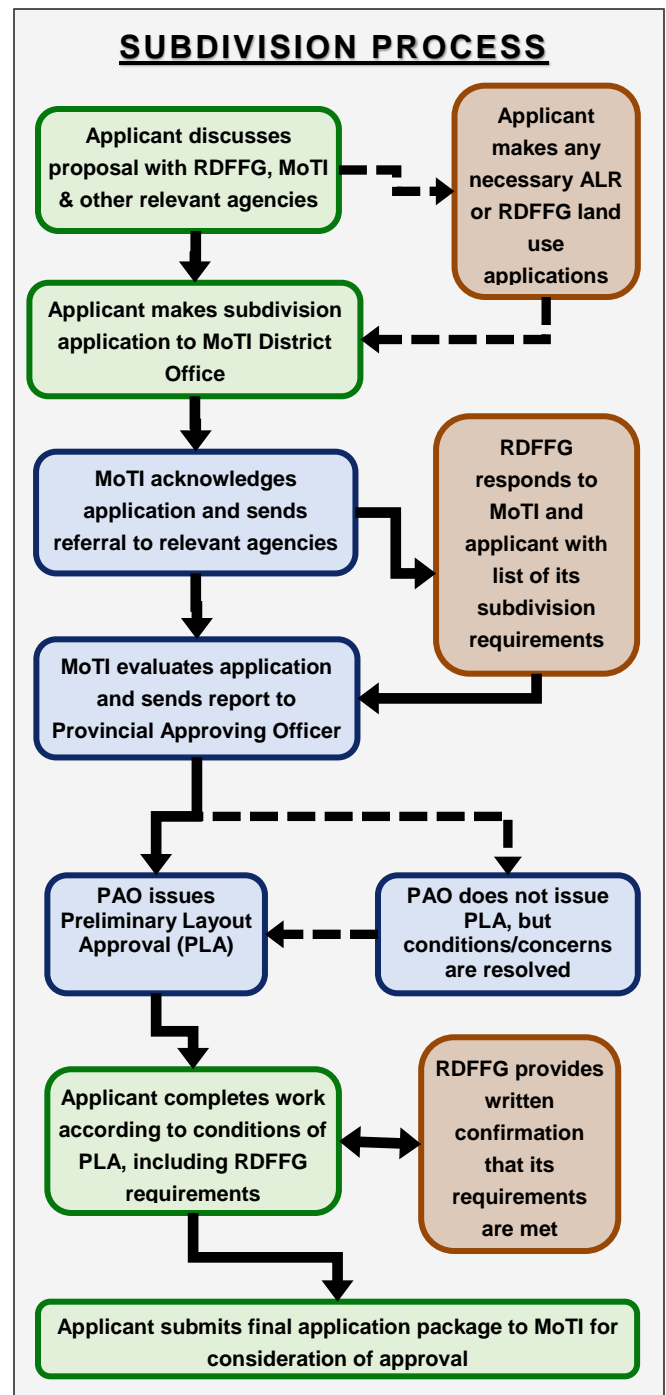 SUBDIVISION PROCESS
Applicant discusses
proposal with RDFFG, MoTI
& other relevant agencies
Applicant
makes any
necessary ALR
or RDFFG land
use
applications
Applicant makes subdivision
application to MoTI District
Office
MoTI acknowledges
application and sends
referral to relevant agencies
RDFFG
responds to
MoTI and
applicant with
list of its
subdivision
requirements
MoTI evaluates application
and sends report to
Provincial Approving Officer
PAO issues
Preliminary Layout
Approval (PLA)
PAO does not issue
PLA, but
conditions/concerns
are resolved
Applicant completes work
according to conditions of
PLA, including RDFFG
requirements
RDFFG provides
written
confirmation
that its
requirements
are met
Applicant submits final application package to MoTI for
consideration of approval